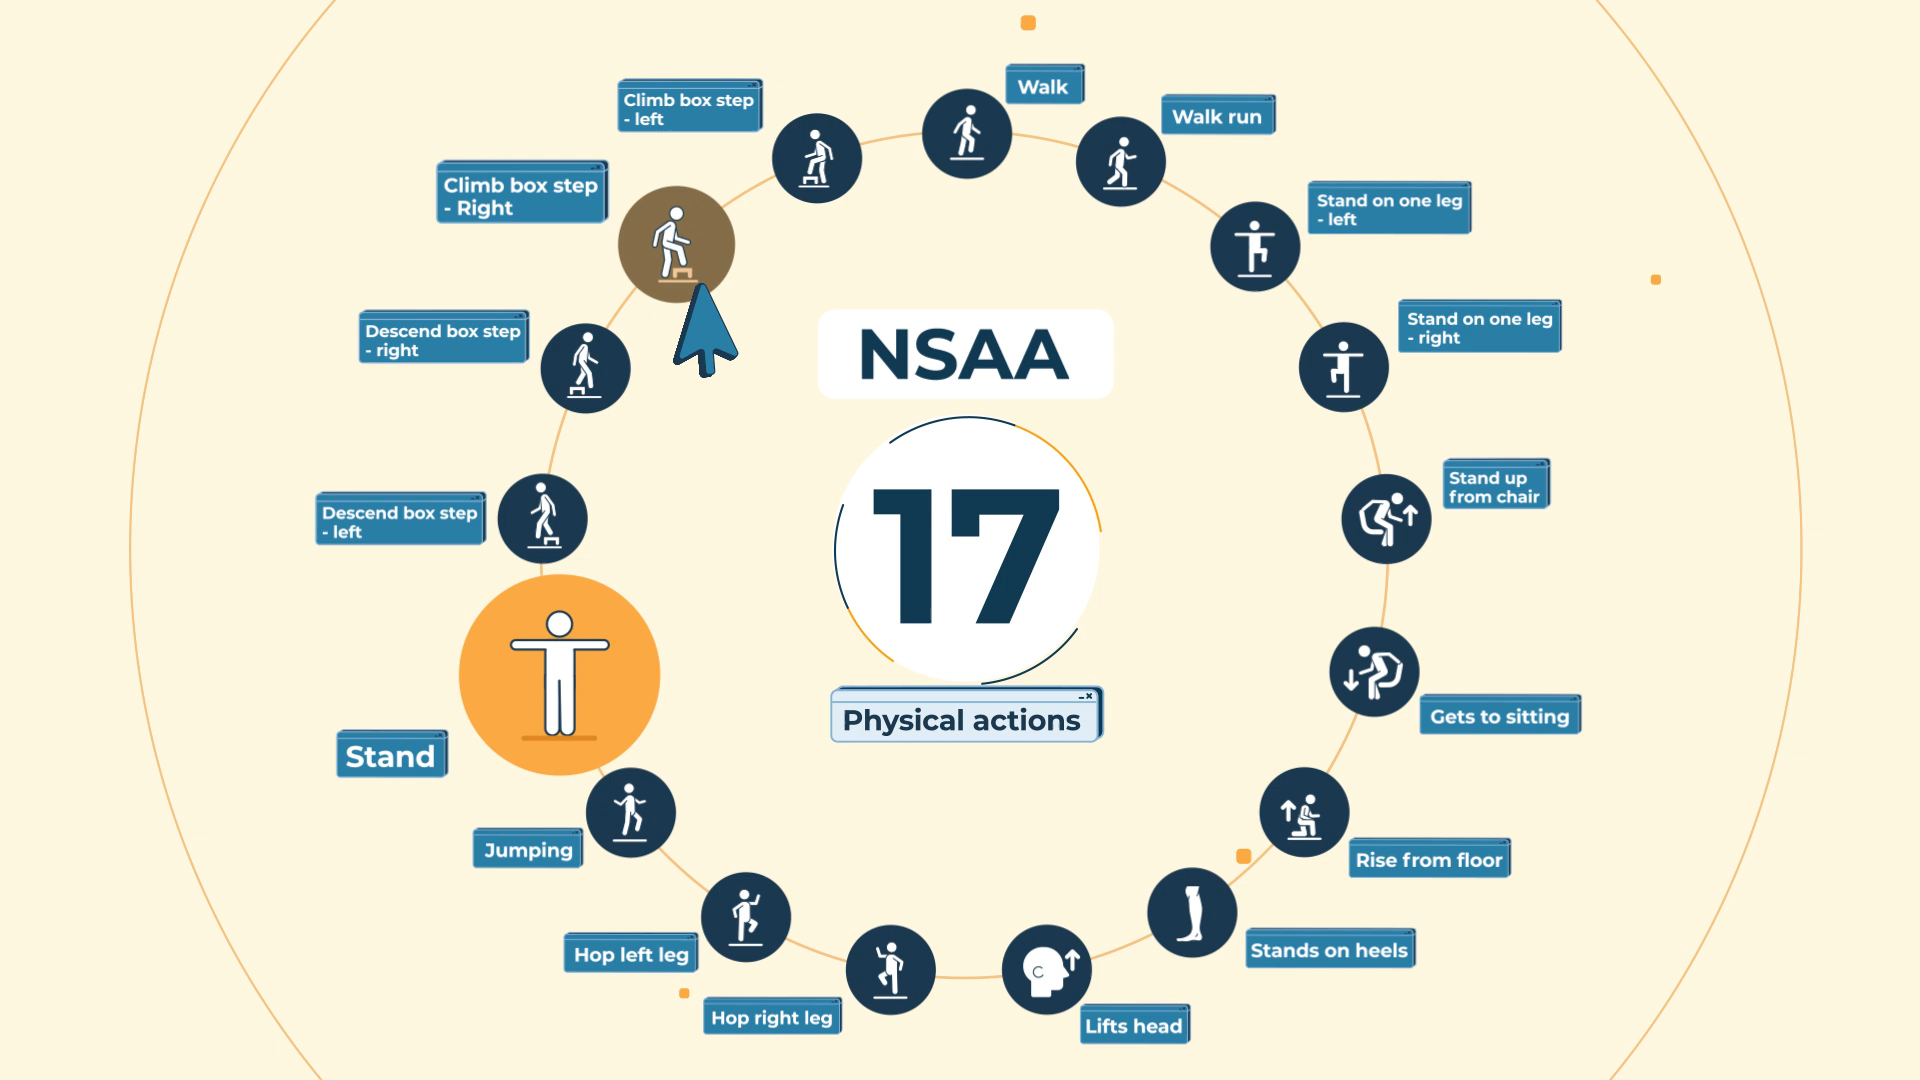 Walk
Climb box step
- left
Walk run
Climb box step
- Right
Stand on one leg
- left
Descend box step
- right
Stand on one leg
- right
NSAA
Stand up
from chair
Descend box step
- left
17
Gets to sitting
Physical actions
Stand
Jumping
Rise from floor
Hop left leg
Stands on heels
Hop right leg
Lifts head